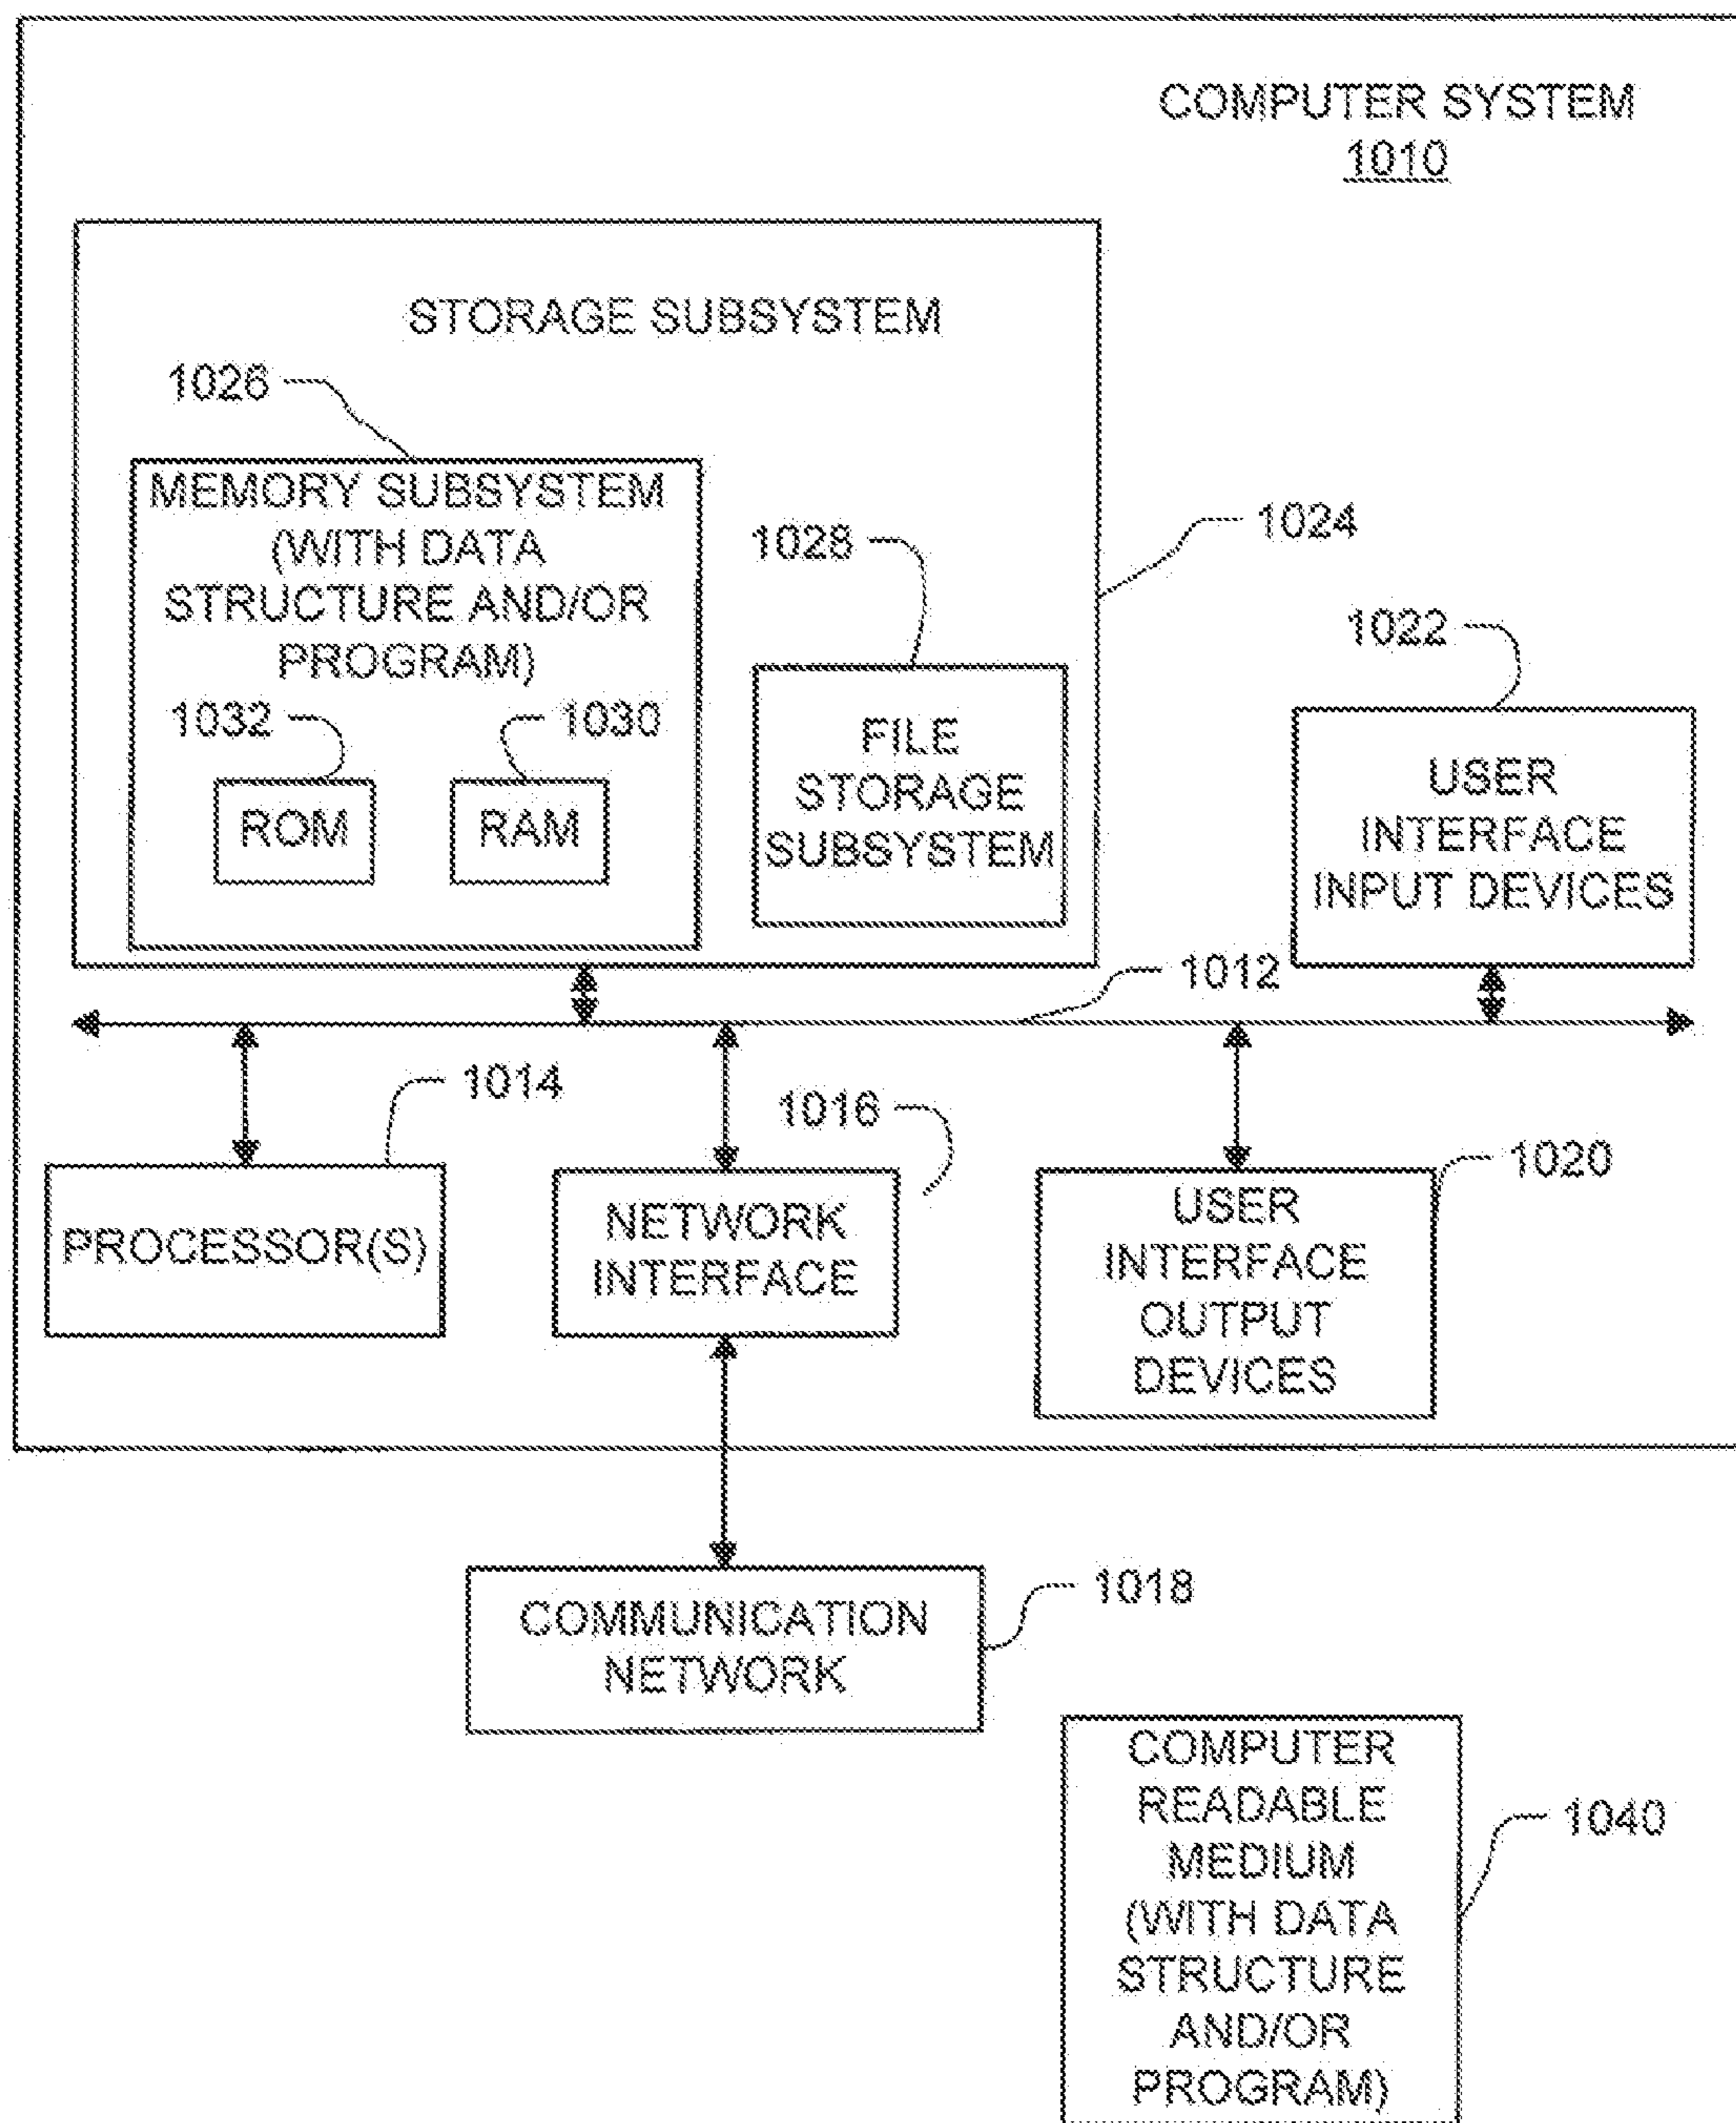 COMPUTER SYSTEM
1010
STORAGE SUBSYSTEM
1026
MEMORY SUBSYSTEM
(WITH DATA
STRUCTURE AND/OR
PROGRAM)
1032
1030
ROM
RAM
1028
FILE
STORAGE
SUBSYSTEM
1024
1022
USER
INTERFACE
INPUT DEVICES
1012
1014
PROCESSOR(S)
1016
NETWORK
INTERFACE
1020
USER
INTERFACE
OUTPUT
DEVICES
1018
COMMUNICATION
NETWORK
COMPUTER
READABLE
MEDIUM
(WITH DATA
STRUCTURE
AND/OR
PROGRAM)
1040